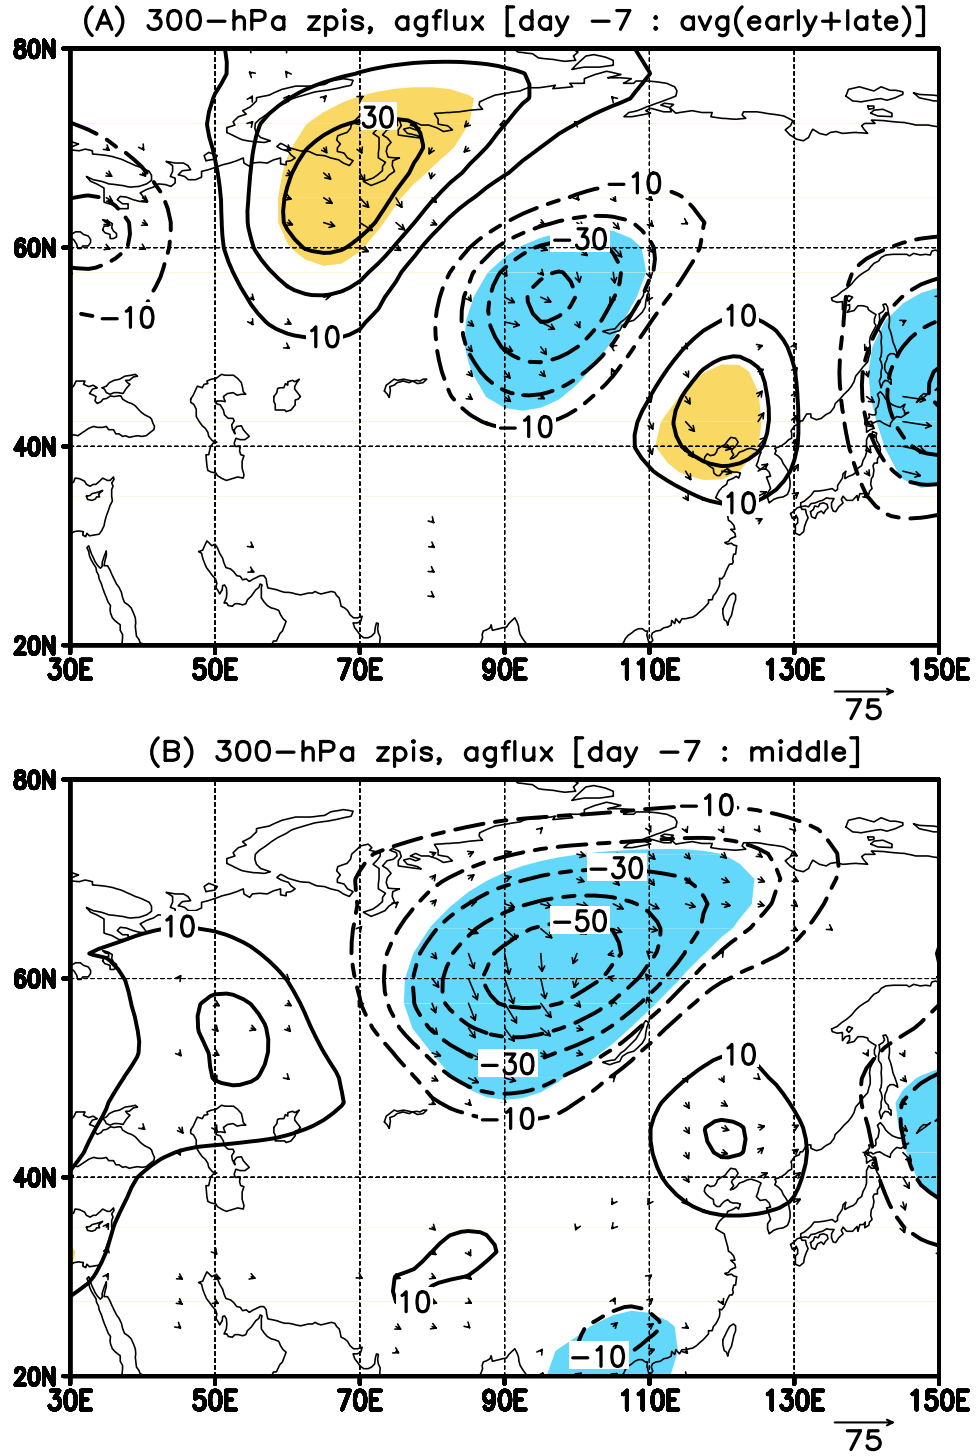 (A) 300-hPa zpis, agflux [day -7 : avg(early+late)]
80N
30
-10
60N
-30
-10
10
10
-10
40N
10
20N
30E 50E 70E 90E 110E 130E 150E
75
(B) 300-hPa zpis, agflux [day -7 : middle]
80N
-10
-30
10
-50
60N
10
-30
-10
40N
10
-10
20N
30E 50E 70E 90E 110E 130E 150E
75